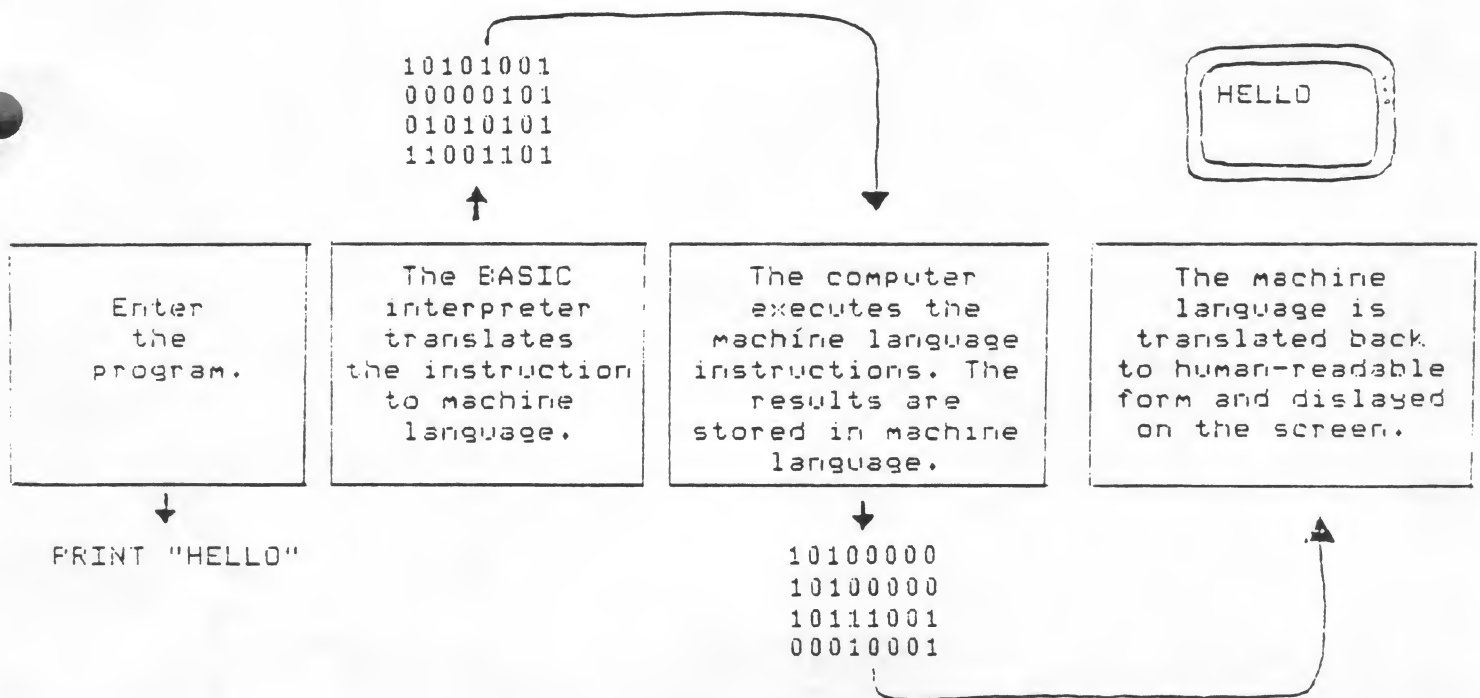 Enter
the
program.
PRINT "HELLO"
10101001
00000101
01010101
11001101
The BASIC
interpreter
translates
the instruction
to machine
language.
The computer
executes the
machine language
instructions. The
results are
stored in machine
language.
10100000
10100000
10111001
00010001
HELLO
The machine
language is
translated back
to human-readable
form and dislayed
on the screen.